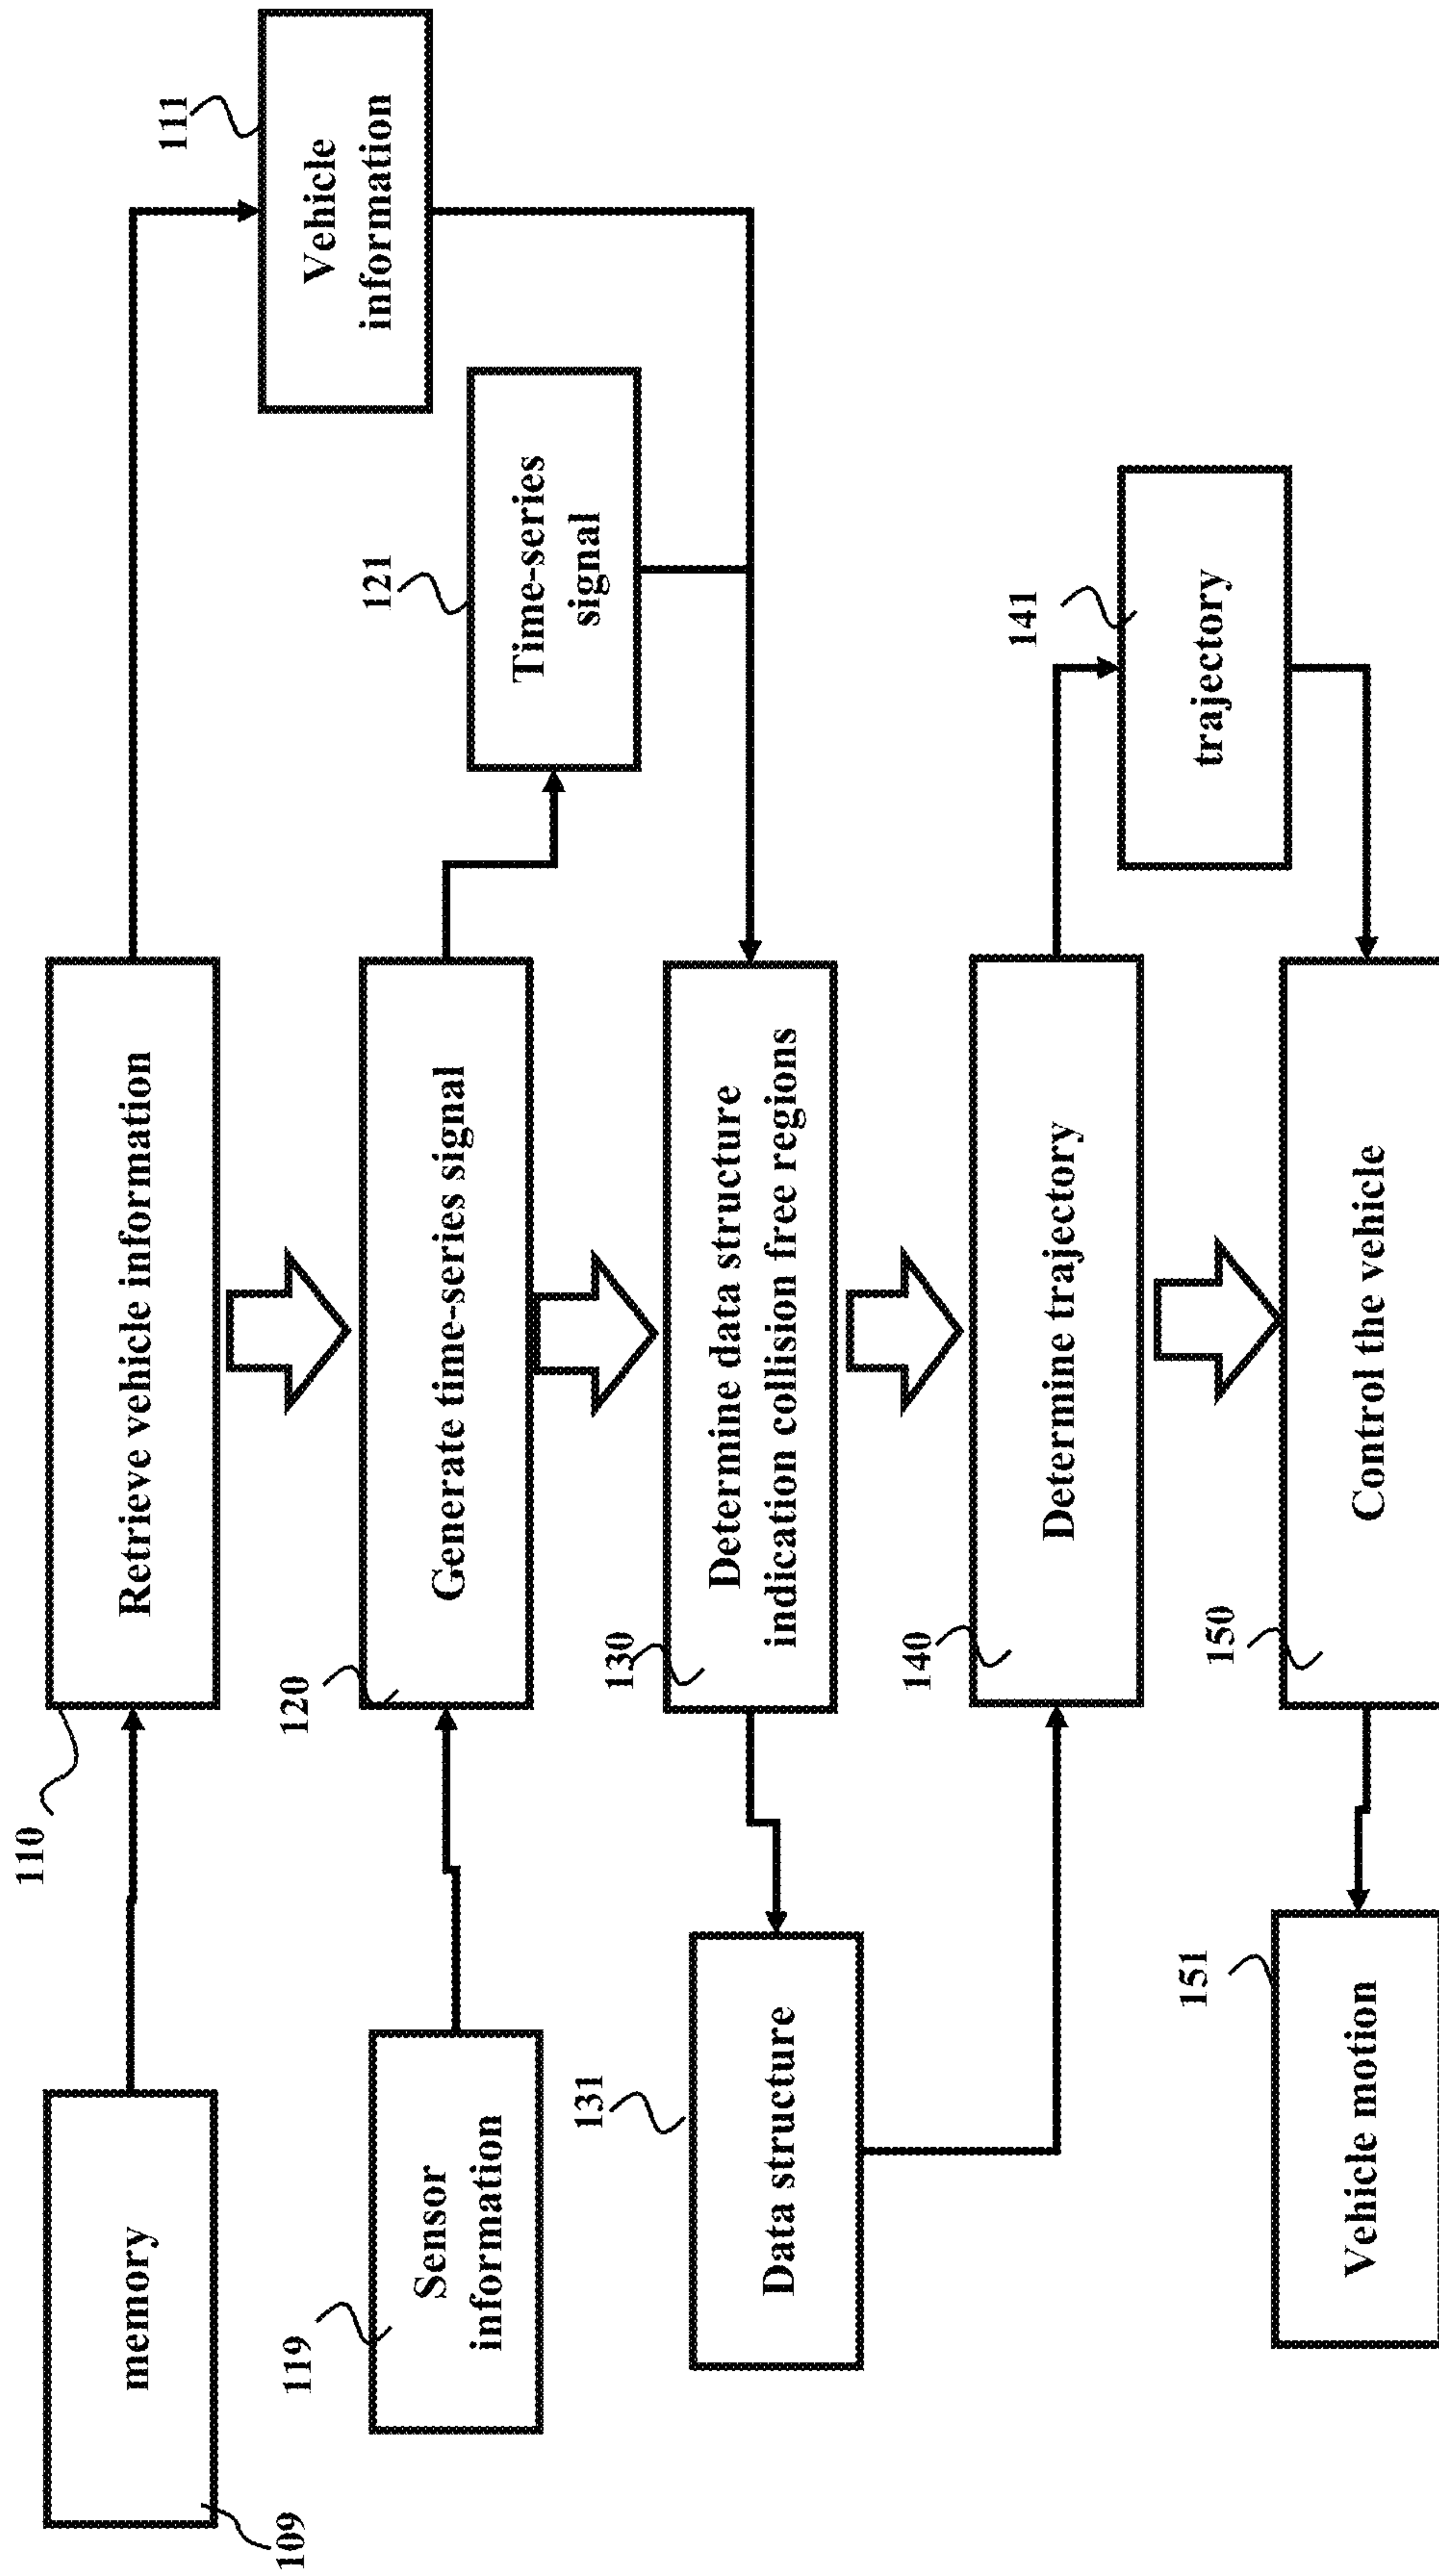 110
Retrieve vehicle information
memory
109
111
Vehicle
information
120
Generate time-series signal
119
Sensor
information
121
Time-series
signal
130
Determine data structure
indication collision free regions
131
Data structure
140
Determine trajectory
141
trajectory
150
Control the vehicle
151
Vehicle motion